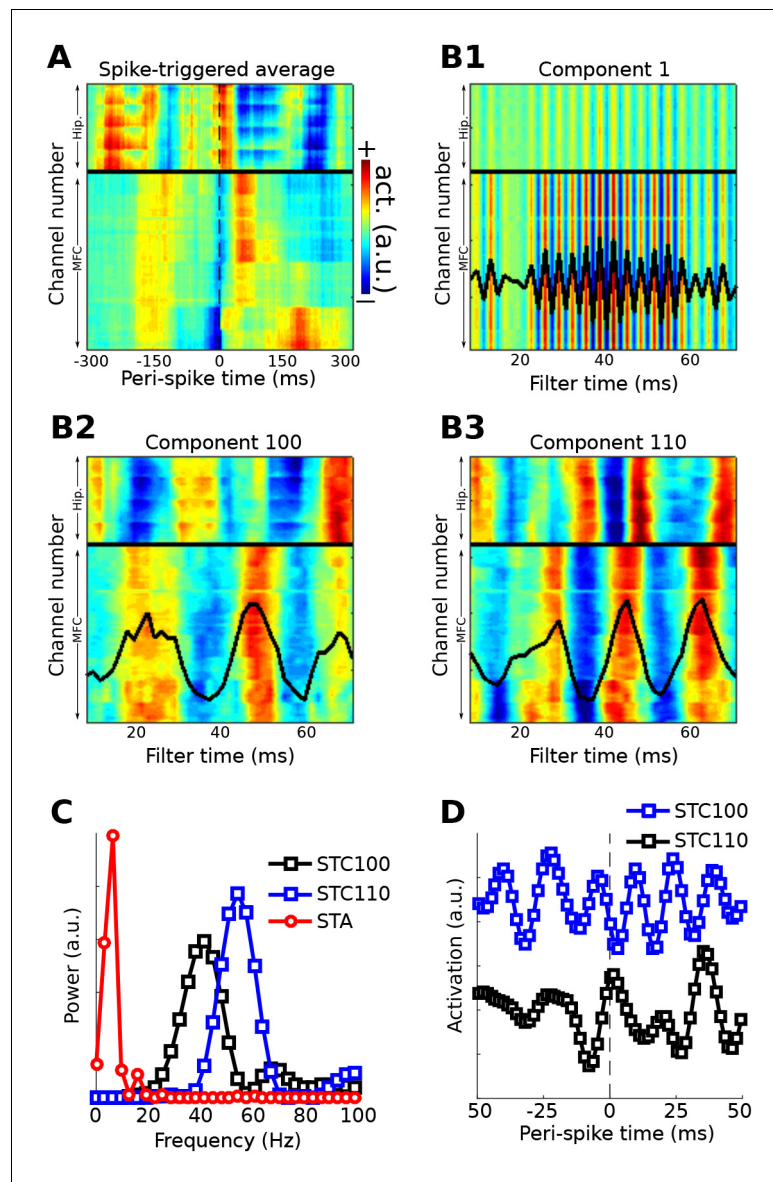 A
Spike-triggered average
Channel number
Hip.
MFC
+ act. (a.u.) −
-300 -150 0 150 300
Peri-spike time (ms)
B1
Component 1
Channel number
Hip.
MFC
20 40 60
Filter time (ms)
B2
Component 100
Channel number
Hip.
MFC
20 40 60
Filter time (ms)
B3
Component 110
Channel number
Hip.
MFC
20 40 60
Filter time (ms)
C
STC100
STC110
STA
Power (a.u.)
0 20 40 60 80 100
Frequency (Hz)
D
STC100
STC110
Activation (a.u.)
50 -25 0 25 50
Peri-spike time (ms)